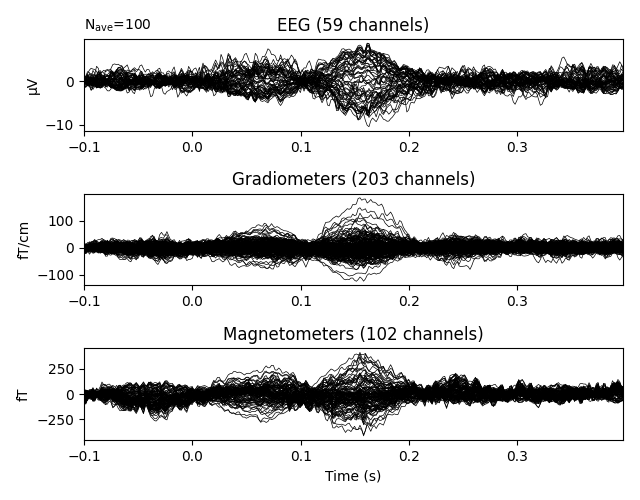 N_ave=100
EEG (59 channels)
μV
0
−10
−0.1 0.0 0.1 0.2 0.3
Gradiometers (203 channels)
fT/cm
100
0
−100
−0.1 0.0 0.1 0.2 0.3
Magnetometers (102 channels)
fT
250
0
−250
−0.1 0.0 0.1 0.2 0.3
Time (s)